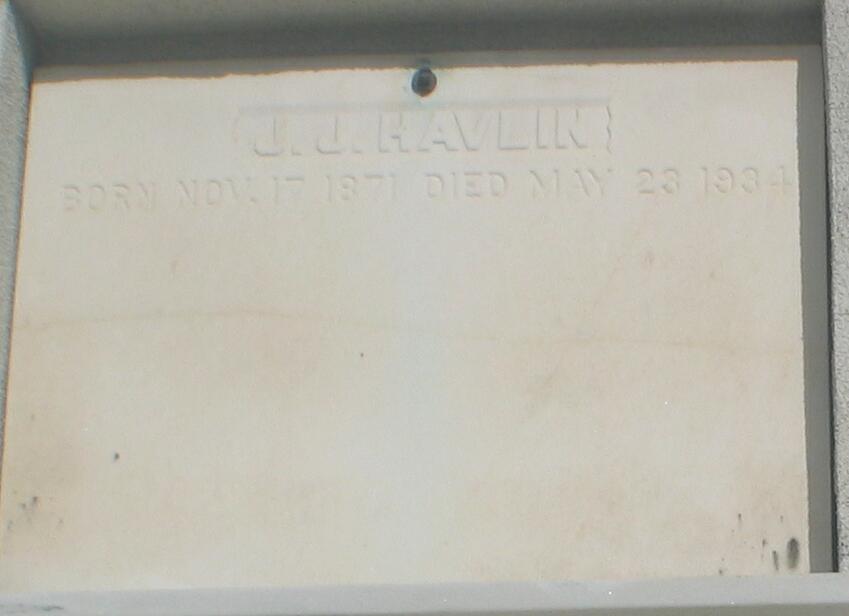 J. J. HAVLIN
BORN NOV. 17 1871 DIED MAY 23 1934